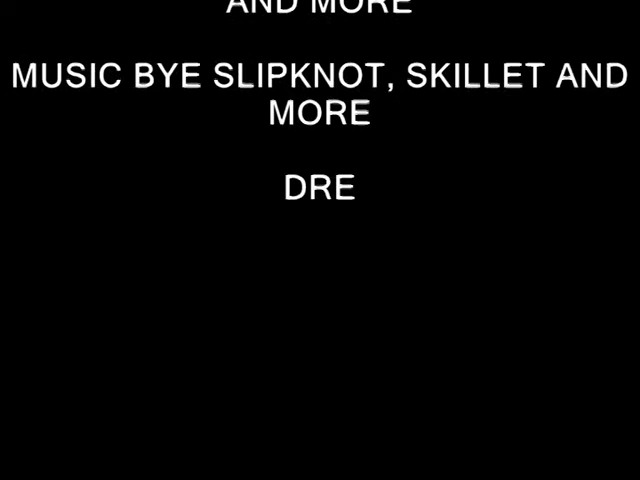 AND MORE
MUSIC BYE SLIPKNOT, SKILLET AND
MORE
DRE